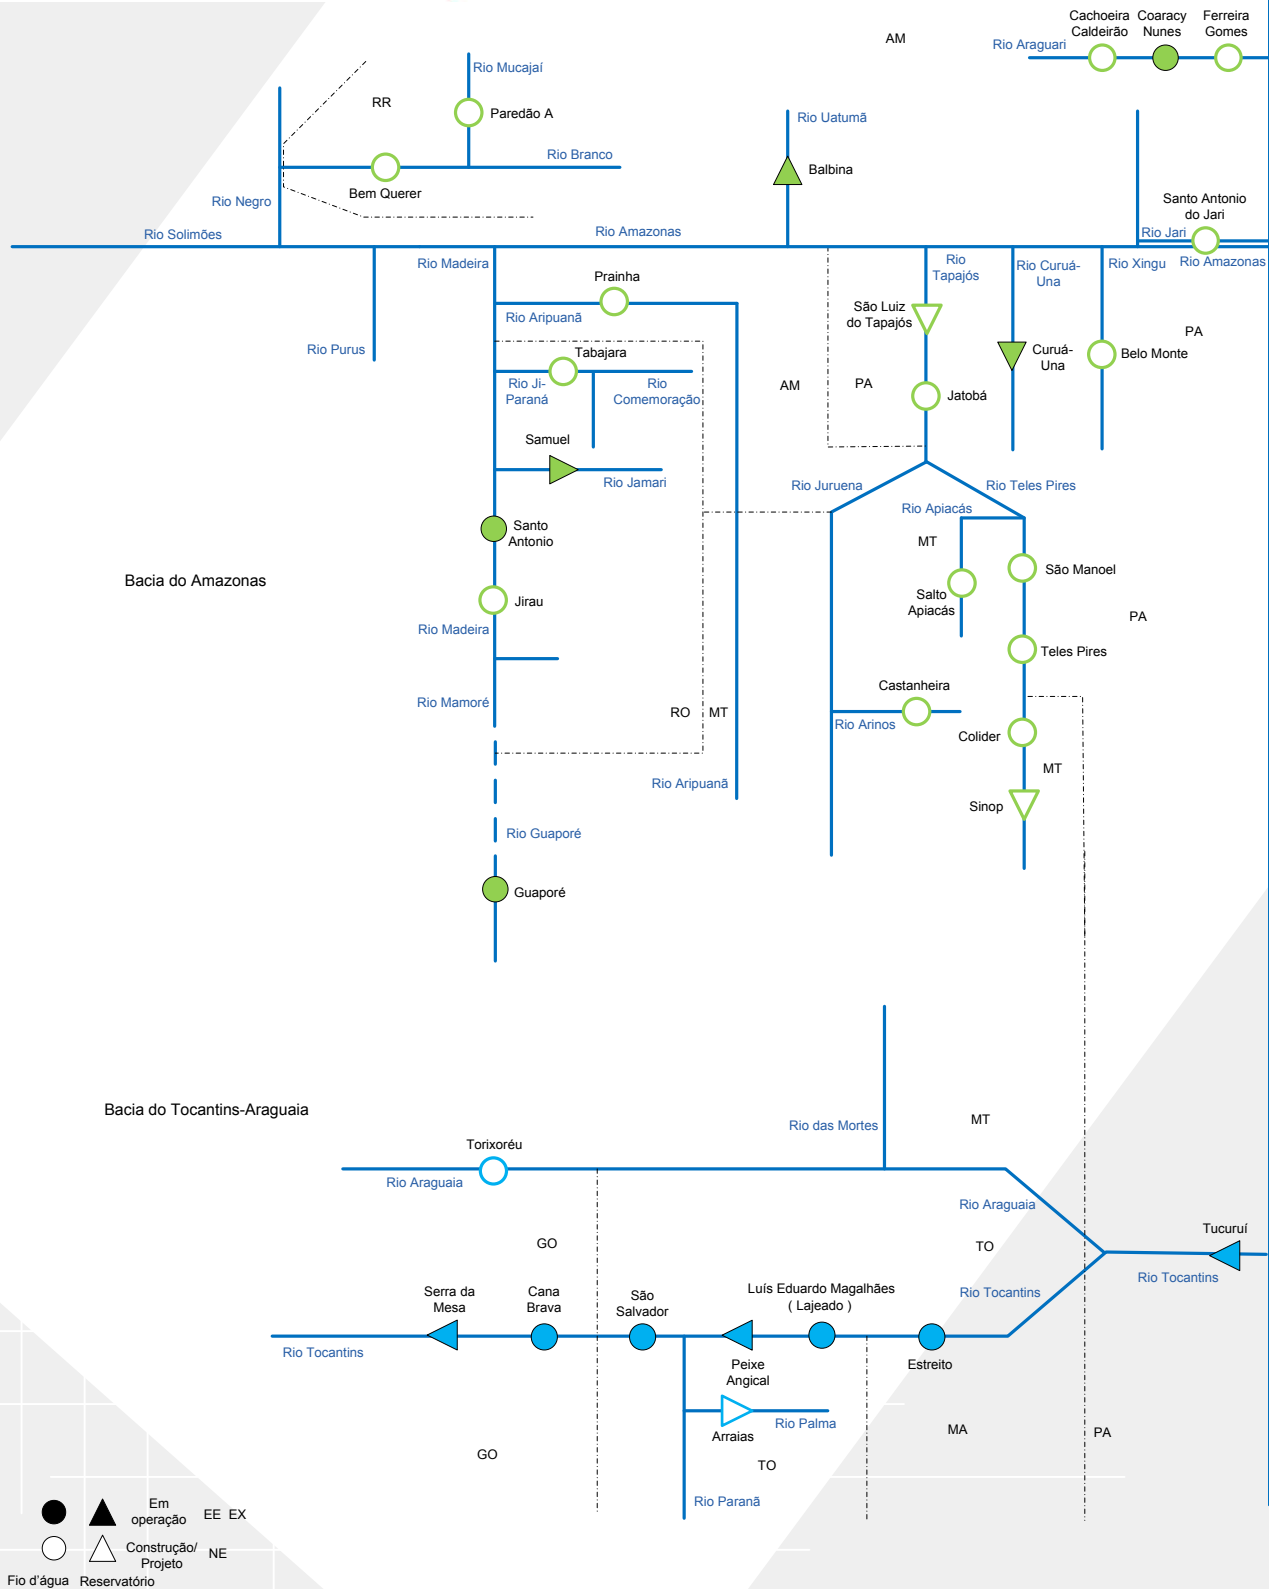 Cachoeira
Caldeirão
Coaracy
Nunes
Ferreira
Gomes
AM
Rio Araguari
Rio Mucajaí
RR
Paredão A
Rio Uatumã
Rio Branco
Balbina
Bem Querer
Rio Negro
Santo Antonio
do Jari
Rio Solimões
Rio Amazonas
Rio Jari
Rio Madeira
Rio
Tapajós
Rio Curuá-
Una
Rio Xingu
Rio Amazonas
Prainha
Rio Aripuanã
São Luiz
do Tapajós
PA
Rio Purus
Tabajara
Curuá-
Una
Belo Monte
Rio Ji-
Paraná
Rio
Comemoração
AM
PA
Jatobá
Samuel
Rio Jamari
Rio Juruena
Rio Teles Pires
Rio Apiacás
Santo
Antonio
MT
São Manoel
Bacia do Amazonas
Salto
Apiacás
Jirau
PA
Rio Madeira
Teles Pires
Castanheira
Rio Mamoré
RO
MT
Rio Arinos
Colider
MT
Rio Aripuanã
Sinop
Rio Guaporé
Guaporé
Bacia do Tocantins-Araguaia
Rio das Mortes
MT
Torixoréu
Rio Araguaia
Rio Araguaia
Tucuruí
GO
TO
Rio Tocantins
Serra da
Mesa
Cana
Brava
São
Salvador
Luís Eduardo Magalhães
( Lajeado )
Rio Tocantins
Rio Tocantins
Peixe
Angical
Estreito
Rio Palma
Arraias
MA
PA
GO
TO
Rio Paranã
Em
operação
EE EX
Construção/
Projeto
NE
Fio d'água
Reservatório